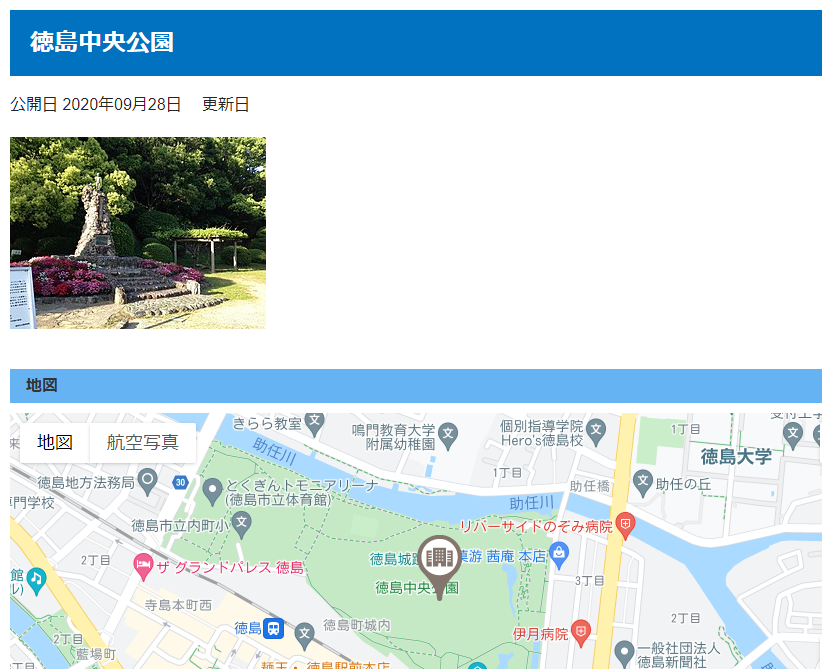 徳島中央公園
公開日 2020年09月28日 更新日
地図
地図
航空写真
きらら教室
助任川
鳴門教育大学
附属幼稚園
個別指導学院
Hero's徳島校
1丁目
徳島大学
徳島地方法務局
30
とくぎんトモニアリーナ
(徳島市立体育館)
1丁目
助任橋
助任の丘
専門学校
助任川
徳島市立内町小
リバーサイドのぞみ病院
2丁目
ザ グランドパレス 徳島
徳島城
游 茜庵 本店
徳島中央公園
3丁目
寺島本町西
徳島
徳島町城内
伊月病院
2丁目
2丁目
藍場町
麺王 徳島駅前本店
一般社団法人
徳島新聞社